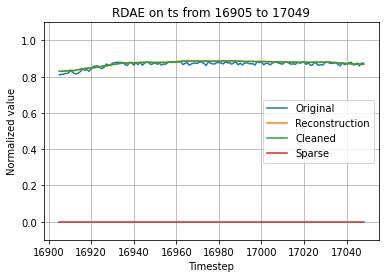 RDAE on ts from 16905 to 17049
1.0
0.8
0.6
0.4
0.2
0.0
Normalized value
Original
Reconstruction
Cleaned
Sparse
16900 16920 16940 16960 16980 17000 17020 17040
Timestep